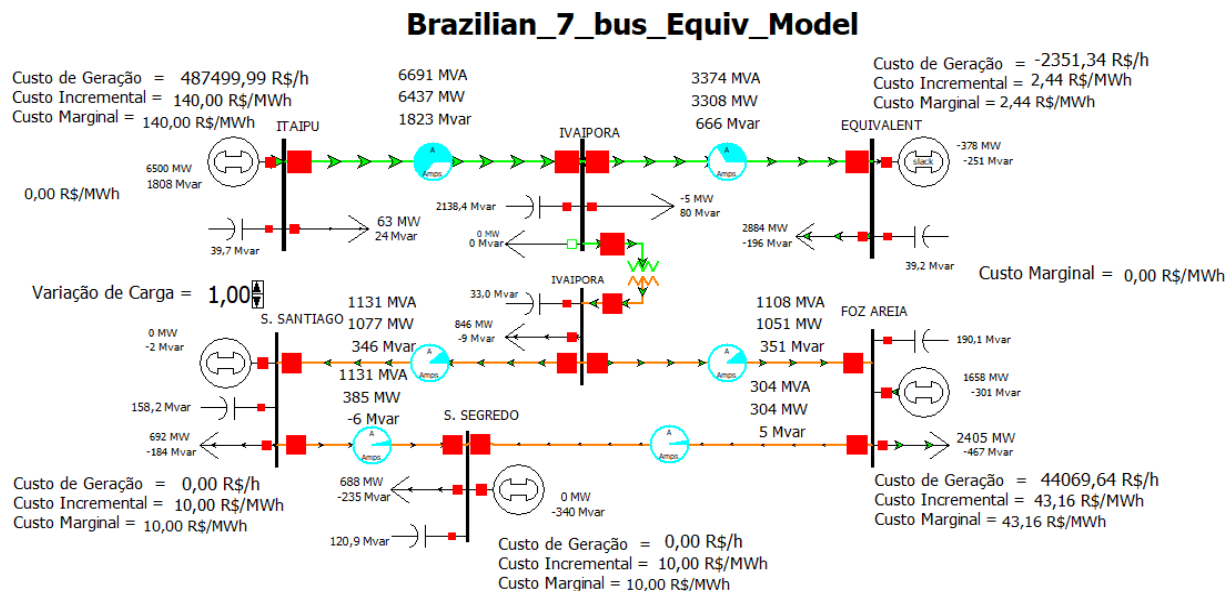 Brazilian_7_bus_Equiv_Model
Custo de Geração = 487499,99 R$/h
Custo Incremental = 140,00 R$/MWh
Custo Marginal = 140,00 R$/MWh
6691 MVA
6437 MW
1823 Mvar
3374 MVA
3308 MW
666 Mvar
Custo de Geração = -2351,34 R$/h
Custo Incremental = 2,44 R$/MWh
Custo Marginal = 2,44 R$/MWh
ITAIPU
IVAIPORA
EQUIVALENT
6500 MW
1808 Mvar
A
Amps
A
Amps
slack
-378 MW
-251 Mvar
0,00 R$/MWh
39,7 Mvar
63 MW
24 Mvar
2138,4 Mvar
-5 MW
80 Mvar
0 MW
0 Mvar
2884 MW
-196 Mvar
39,2 Mvar
Custo Marginal = 0,00 R$/MWh
Variação de Carga = 1,00
IVAIPORA
33,0 Mvar
846 MW
-9 Mvar
S. SANTIAGO
1131 MVA
1077 MW
346 Mvar
1108 MVA
1051 MW
351 Mvar
FOZ AREIA
0 MW
-2 Mvar
A
Amps
A
Amps
190,1 Mvar
1658 MW
-301 Mvar
158,2 Mvar
1131 MVA
385 MW
-6 Mvar
304 MVA
304 MW
5 Mvar
692 MW
-184 Mvar
A
Amps
S. SEGREDO
A
Amps
2405 MW
-467 Mvar
688 MW
-235 Mvar
0 MW
-340 Mvar
120,9 Mvar
Custo de Geração = 0,00 R$/h
Custo Incremental = 10,00 R$/MWh
Custo Marginal = 10,00 R$/MWh
Custo de Geração = 44069,64 R$/h
Custo Incremental = 43,16 R$/MWh
Custo Marginal = 43,16 R$/MWh
Custo de Geração = 0,00 R$/h
Custo Incremental = 10,00 R$/MWh
Custo Marginal = 10,00 R$/MWh